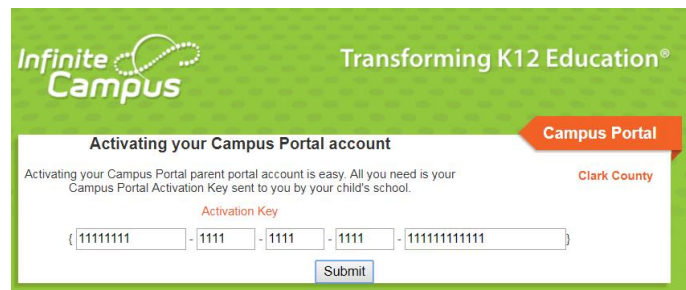 Infinite
Campus
Transforming K12 Education®
Campus Portal
Activating your Campus Portal account
Clark County
Activating your Campus Portal parent portal account is easy. All you need is your
Campus Portal Activation Key sent to you by your child's school.
Activation Key
{ 11111111 - 1111 - 1111 - 1111 - 111111111111 }
Submit